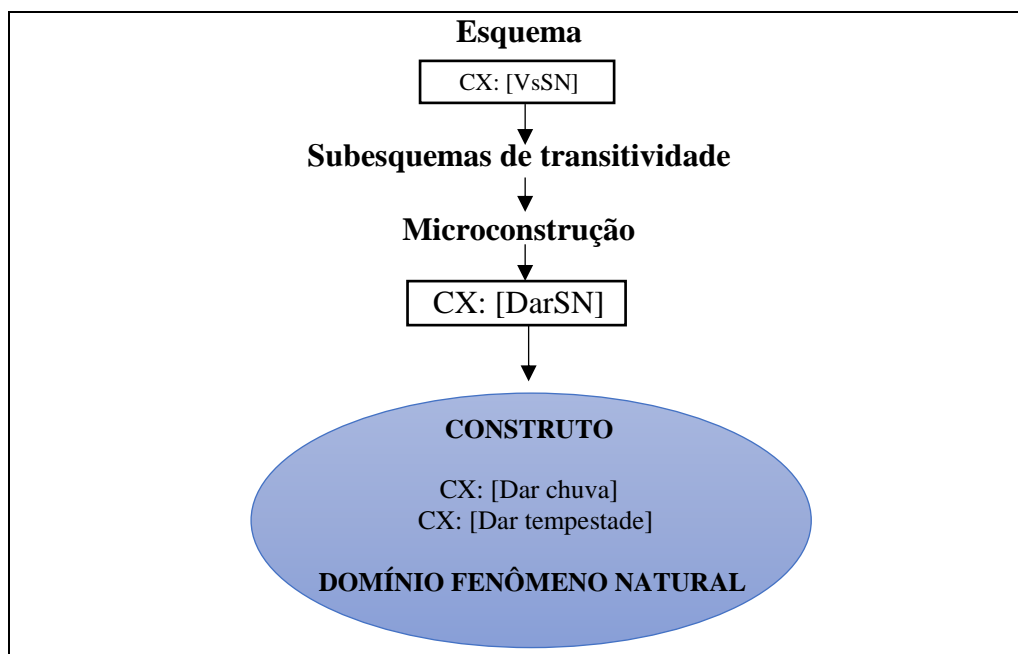 Esquema
CX: [VsSN]
Subesquemas de transitividade
Microconstrução
CX: [DarSN]
CONSTRUTO
CX: [Dar chuva]
CX: [Dar tempestade]
DOMÍNIO FENÔMENO NATURAL